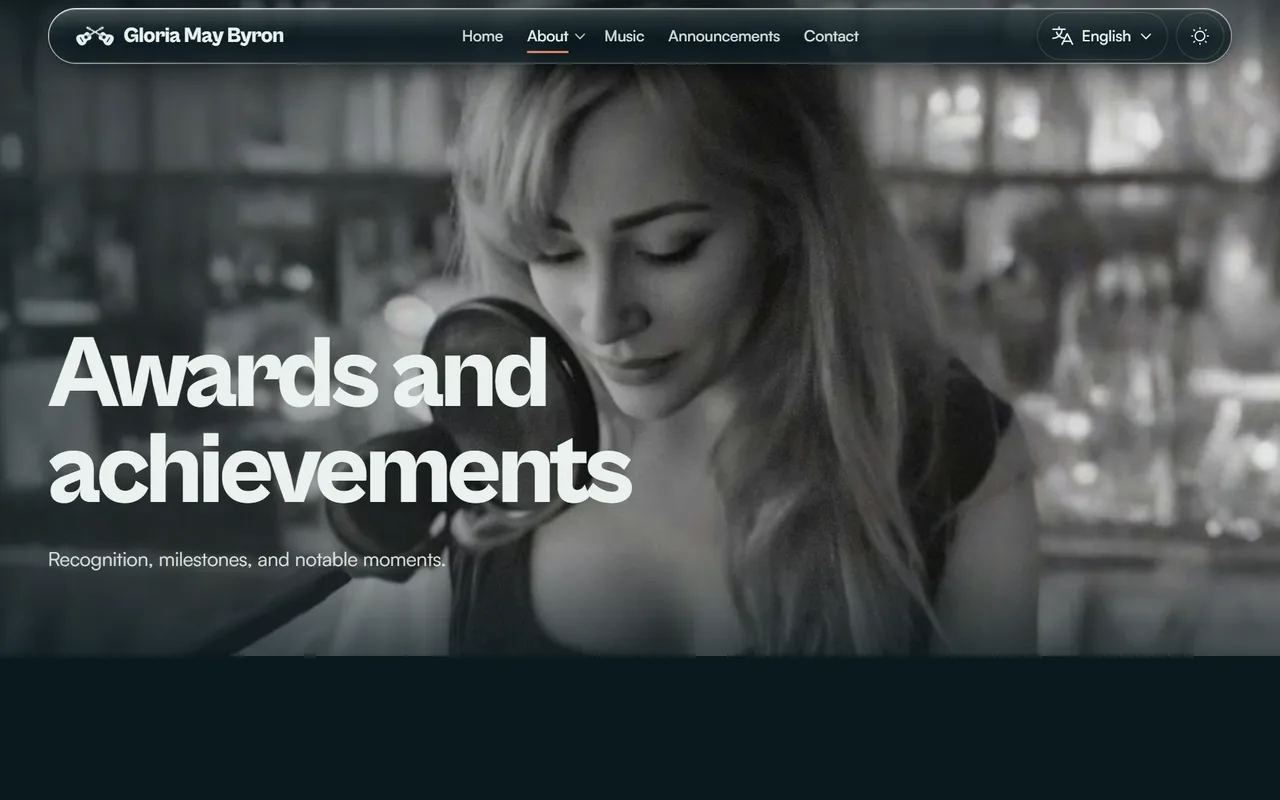 Gloria May Byron
Home
About
Music
Announcements
Contact
English
Awards and
achievements
Recognition, milestones, and notable moments.